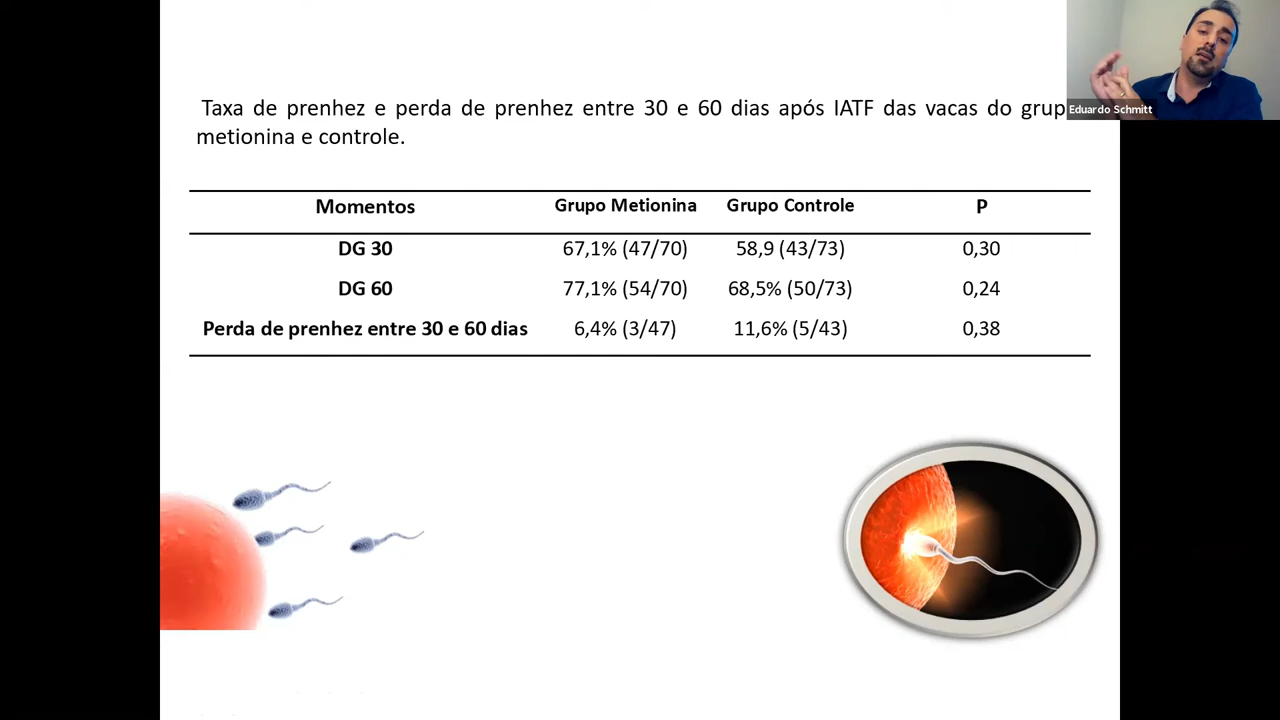 Taxa de prenhez e perda de prenhez entre 30 e 60 dias após IATF das vacas do grup
metionina e controle.
Eduardo Schmitt
Momentos Grupo Metionina Grupo Controle P
DG 30 67,1% (47/70) 58,9 (43/73) 0,30
DG 60 77,1% (54/70) 68,5% (50/73) 0,24
Perda de prenhez entre 30 e 60 dias 6,4% (3/47) 11,6% (5/43) 0,38